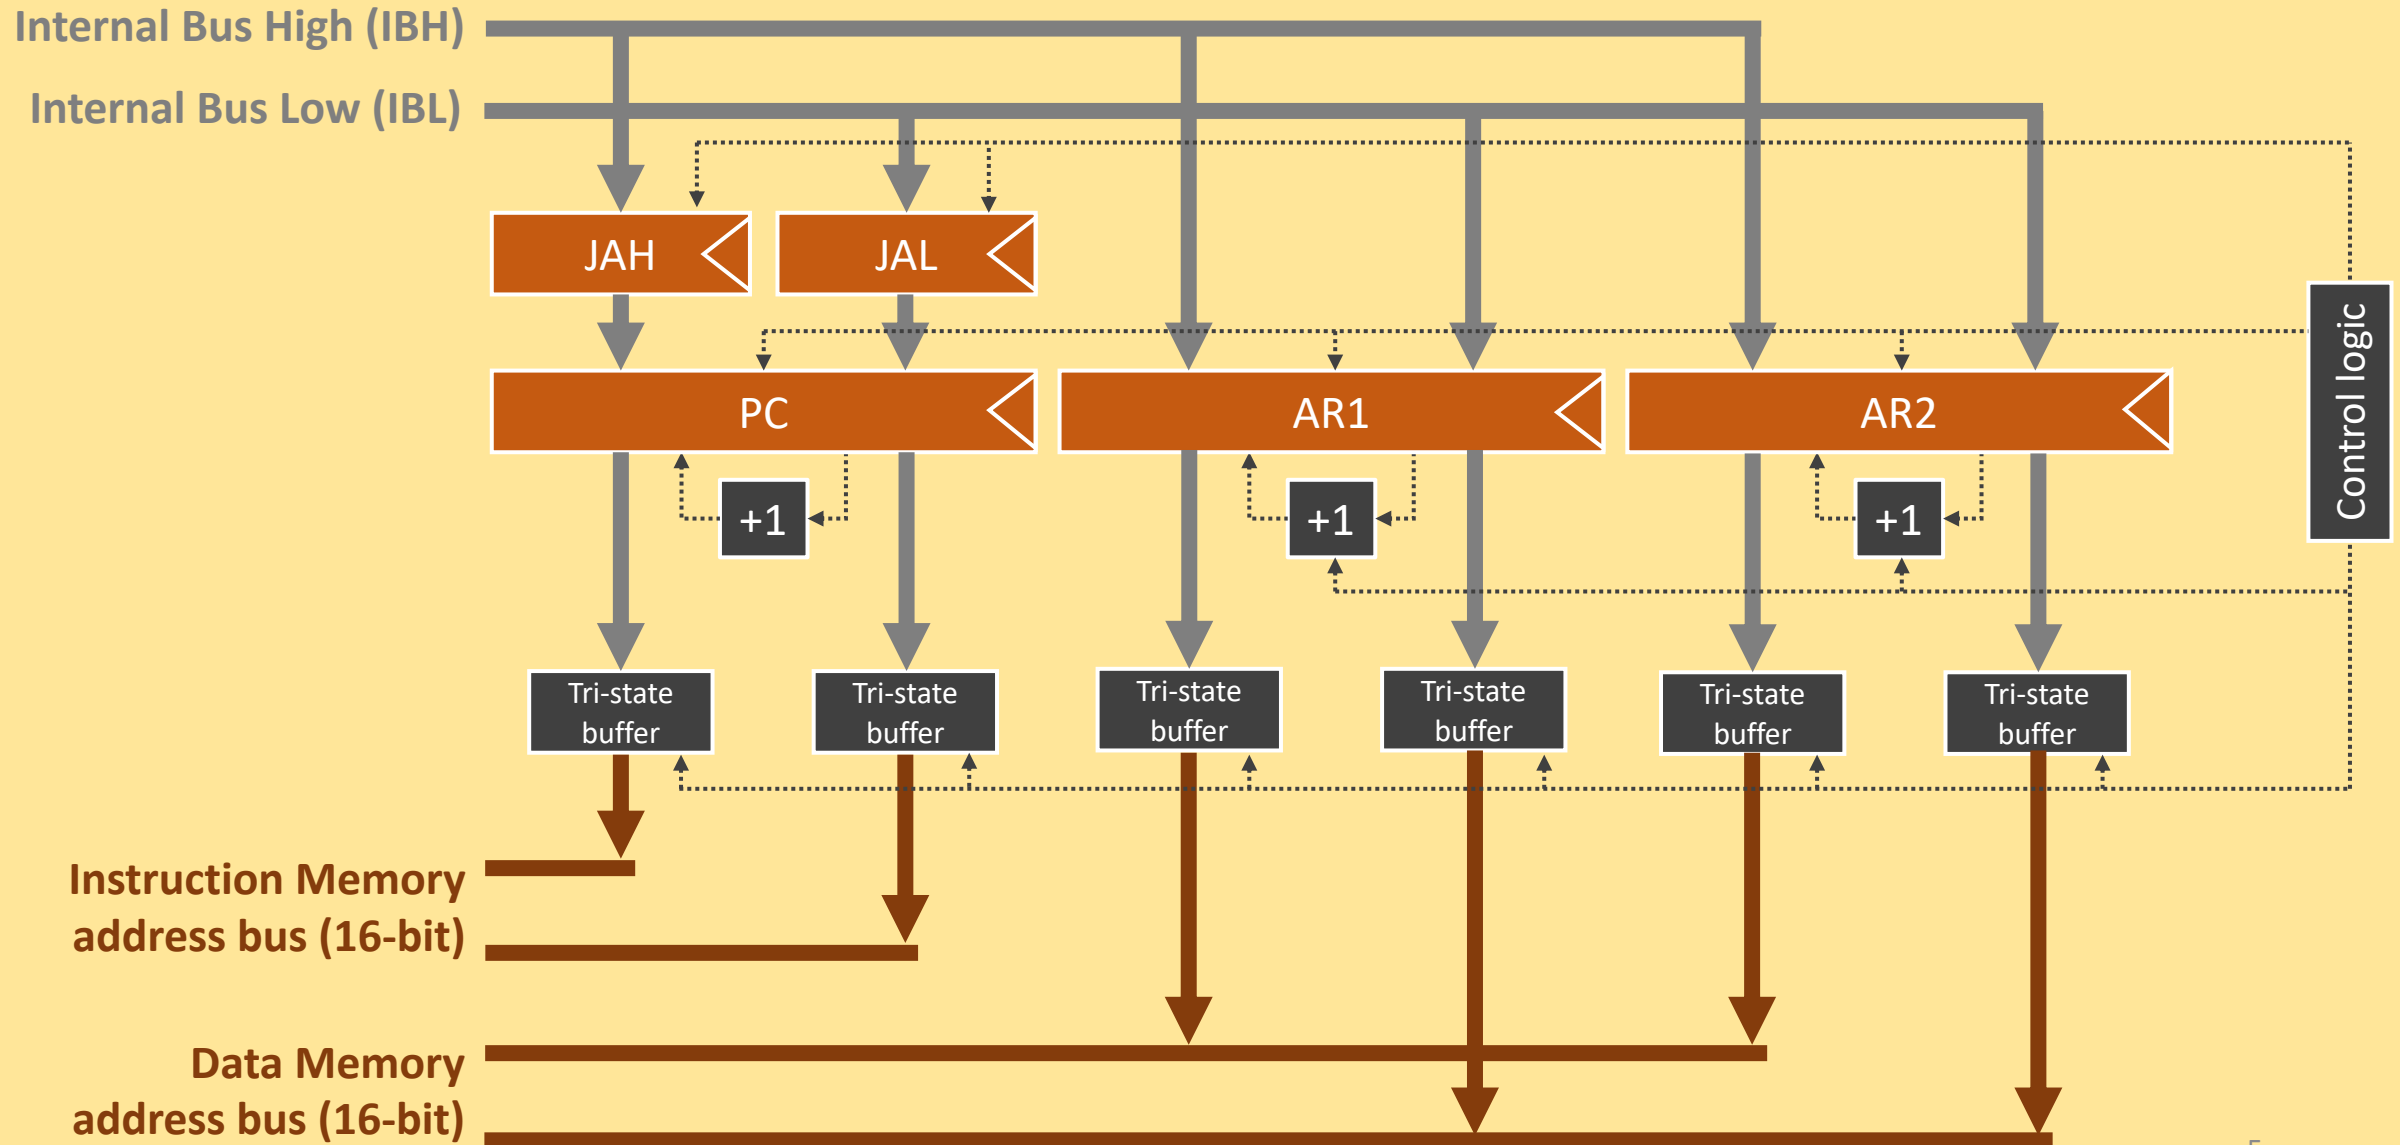 Internal Bus High (IBH)
Internal Bus Low (IBL)
JAH
JAL
Control logic
PC
AR1
AR2
+1
+1
+1
Tri-state
buffer
Tri-state
buffer
Tri-state
buffer
Tri-state
buffer
Tri-state
buffer
Tri-state
buffer
Instruction Memory
address bus (16-bit)
Data Memory
address bus (16-bit)